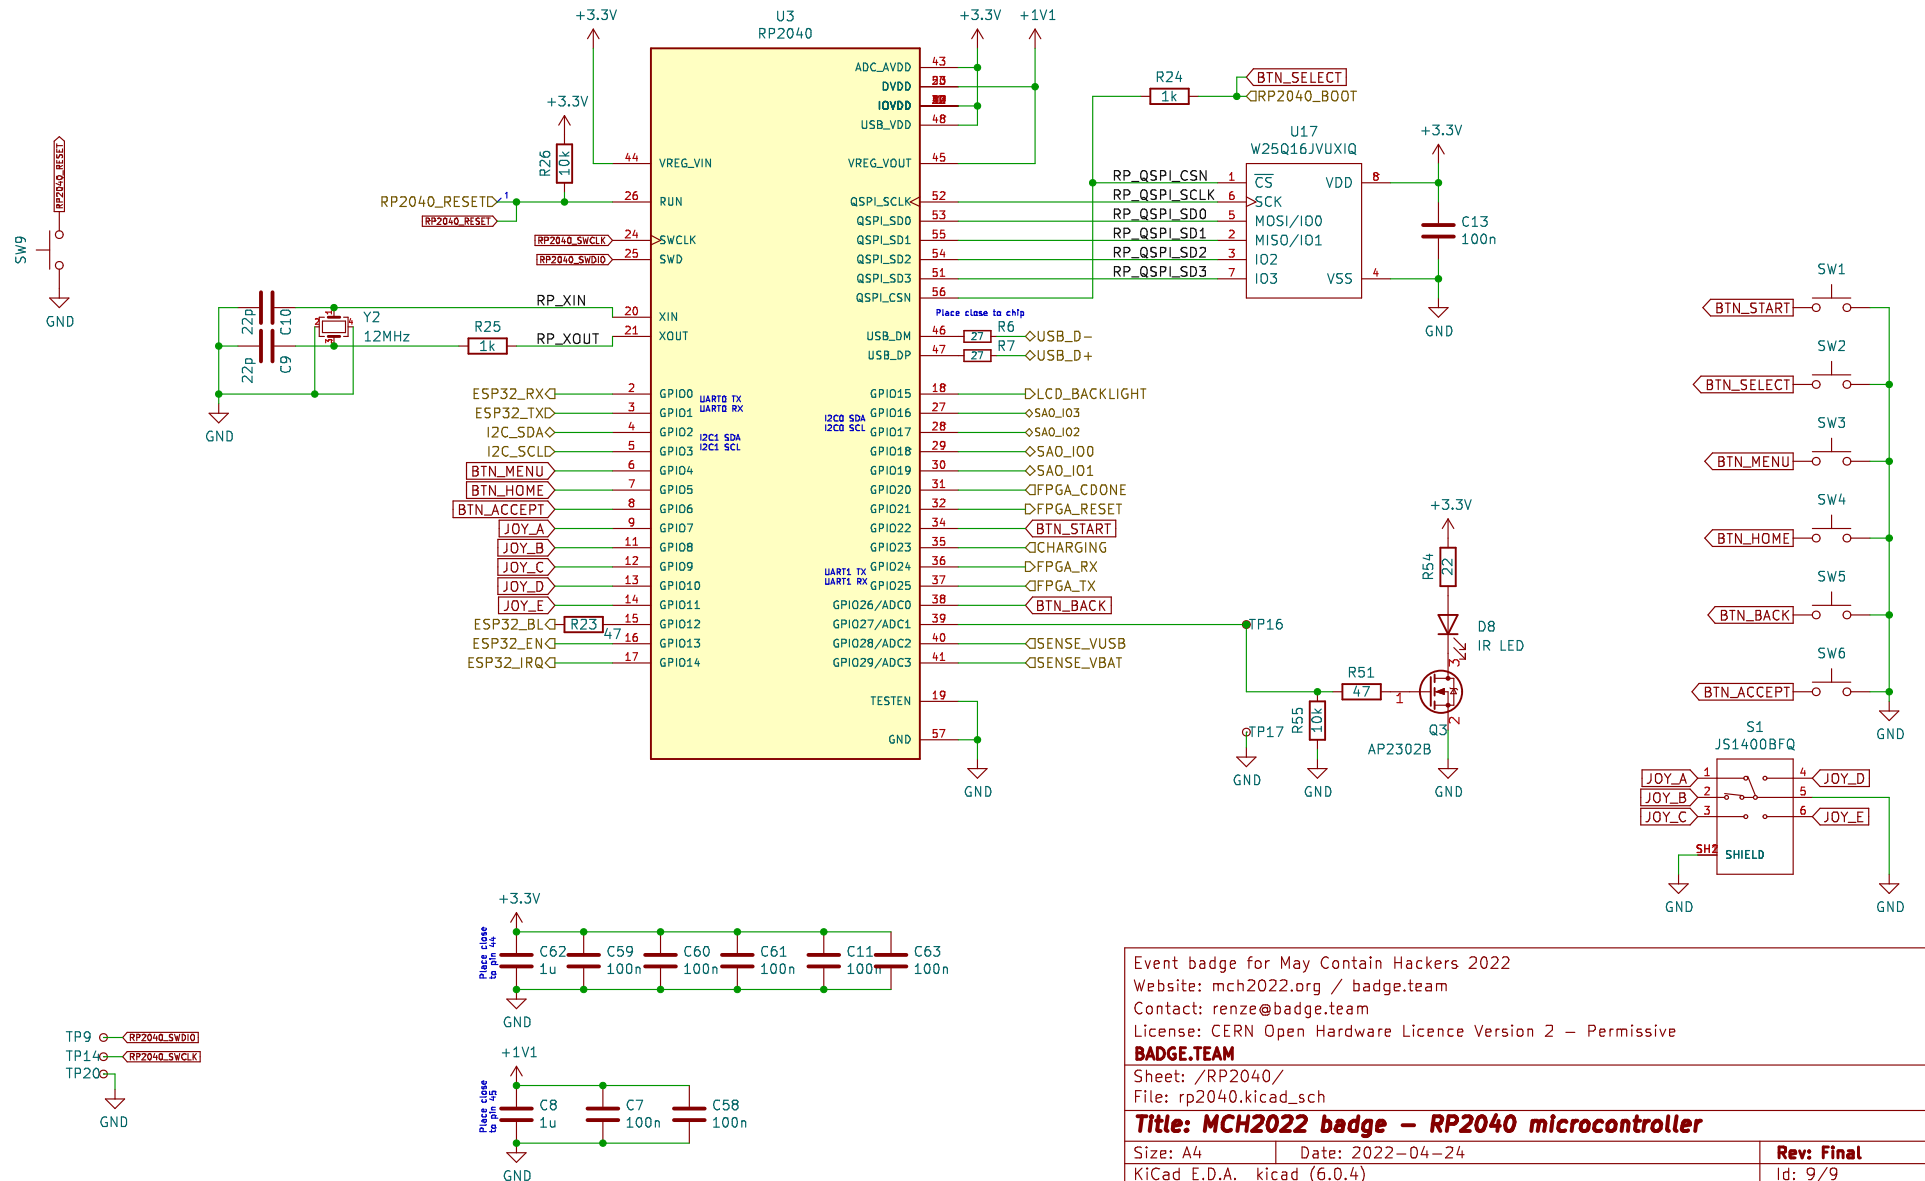 +3.3V
U3
RP2040
+3.3V
+1V1
ADC_AVDD 43
DVDD
IOVDD
USB_VDD 48
44 VREG_VIN
VREG_VOUT 45
+3.3V
R26
10k
RP2040_RESET
1
RP2040_RESET
26 RUN
RP2040_SWCLK 24 SWCLK
RP2040_SWDIO 25 SWD
QSPI_SCLK 52
QSPI_SD0 53
QSPI_SD1 55
QSPI_SD2 54
QSPI_SD3 51
QSPI_CSN 56
R24
1k
BTN_SELECT
RP2040_BOOT
U17
W25Q16JVUXIQ
RP_QSPI_CSN 1 CS
RP_QSPI_SCLK 6 SCK
RP_QSPI_SD0 5 MOSI/IO0
RP_QSPI_SD1 2 MISO/IO1
RP_QSPI_SD2 3 IO2
RP_QSPI_SD3 7 IO3
VDD 8
VSS 4
+3.3V
C13
100n
GND
RP2040_RESET
SW9
GND
22p
C10
22p
C9
Y2
12MHz
1
2
3
4
GND
R25
1k
RP_XIN
RP_XOUT
20 XIN
21 XOUT
Place close to chip
USB_DM 46 27 R6 USB_D-
USB_DP 47 27 R7 USB_D+
ESP32_RX 2 GPIO0
ESP32_TX 3 GPIO1
I2C_SDA 4 GPIO2
I2C_SCL 5 GPIO3
BTN_MENU 6 GPIO4
BTN_HOME 7 GPIO5
BTN_ACCEPT 8 GPIO6
JOY_A 9 GPIO7
JOY_B 11 GPIO8
JOY_C 12 GPIO9
JOY_D 13 GPIO10
JOY_E 14 GPIO11
ESP32_BL R23 47 15 GPIO12
ESP32_EN 16 GPIO13
ESP32_IRQ 17 GPIO14
UART0 TX
UART0 RX
I2C1 SDA
I2C1 SCL
I2C0 SDA
I2C0 SCL
UART1 TX
UART1 RX
GPIO15 18 LCD_BACKLIGHT
GPIO16 27 SAO_IO3
GPIO17 28 SAO_IO2
GPIO18 29 SAO_IO0
GPIO19 30 SAO_IO1
GPIO20 31 FPGA_CDONE
GPIO21 32 FPGA_RESET
GPIO22 34 BTN_START
GPIO23 35 CHARGING
GPIO24 36 FPGA_RX
GPIO25 37 FPGA_TX
GPIO26/ADC0 38 BTN_BACK
GPIO27/ADC1 39
GPIO28/ADC2 40 SENSE_VUSB
GPIO29/ADC3 41 SENSE_VBAT
TESTEN 19
GND 57
GND
TP16
TP17
GND
R55
10k
GND
R51
47
+3.3V
R54
22
D8
IR LED
1
3
2
Q3
AP2302B
GND
SW1
BTN_START
SW2
BTN_SELECT
SW3
BTN_MENU
SW4
BTN_HOME
SW5
BTN_BACK
SW6
BTN_ACCEPT
GND
S1
JS1400BFQ
JOY_A 1 4 JOY_D
JOY_B 2 5
JOY_C 3 6 JOY_E
SH2 SHIELD
GND
GND
+3.3V
Place close
to pin 44
C62
1u
C59
100n
C60
100n
C61
100n
C11
100n
C63
100n
GND
+1V1
Place close
to pin 45
C8
1u
C7
100n
C58
100n
GND
TP9 RP2040_SWDIO
TP14 RP2040_SWCLK
TP20
GND
Event badge for May Contain Hackers 2022
Website: mch2022.org / badge.team
Contact: renze@badge.team
License: CERN Open Hardware Licence Version 2 - Permissive
BADGE.TEAM
Sheet: /RP2040/
File: rp2040.kicad_sch
Title: MCH2022 badge - RP2040 microcontroller
Size: A4 Date: 2022-04-24 Rev: Final
KiCad E.D.A. kicad (6.0.4) Id: 9/9